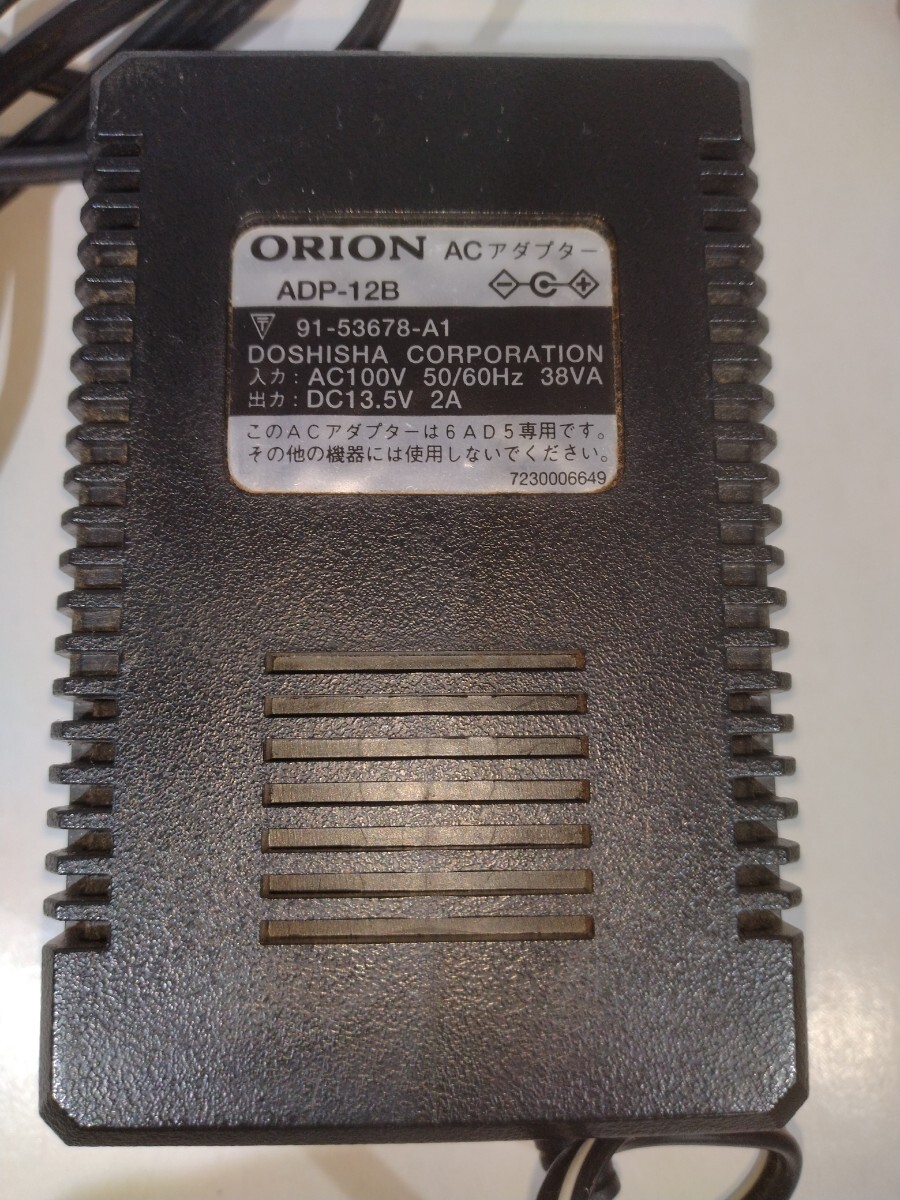 ORION ACアダプター
ADP-12B
91-53678-A1
DOSHISHA CORPORATION
入力：AC100V 50/60Hz 38VA
出力：DC13.5V 2A
このACアダプターは6AD5専用です。
その他の機器には使用しないでください。
7230006649